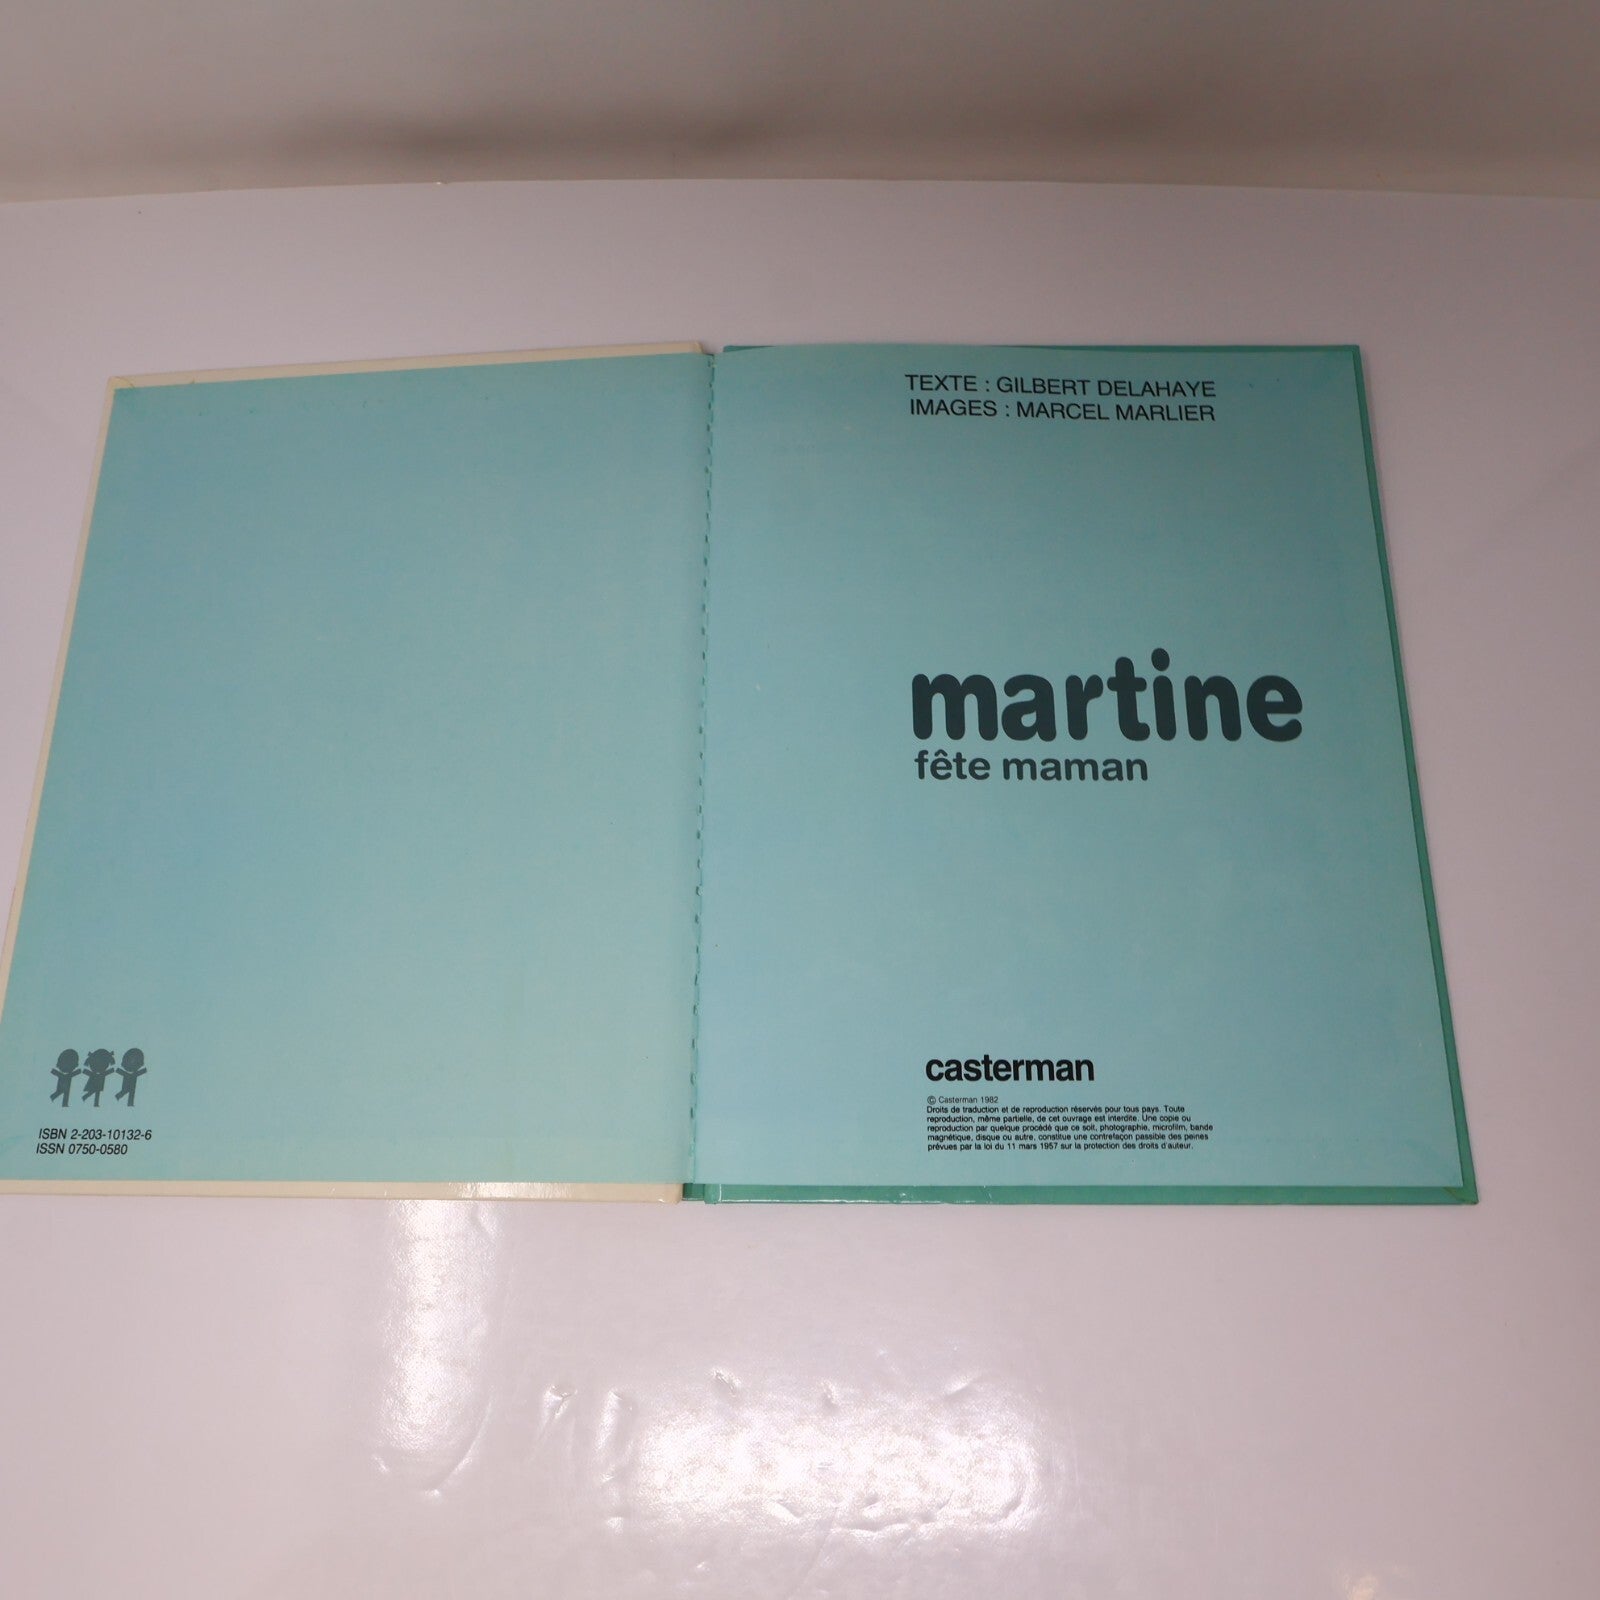 ISBN 2-203-10132-6
ISSN 0750-0580
TEXTE : GILBERT DELAHAYE
IMAGES : MARCEL MARLIER
martine
fête maman
casterman
© Casterman 1982
Droits de traduction et de reproduction réservés pour tous pays. Toute
reproduction, même partielle, de cet ouvrage est interdite. Une copie ou
reproduction par quelque procédé que ce soit, photographie, microfilm, bande
magnétique, disque ou autre, constitue une contrefaçon passible des peines
prévues par la loi du 11 mars 1957 sur la protection des droits d'auteur.